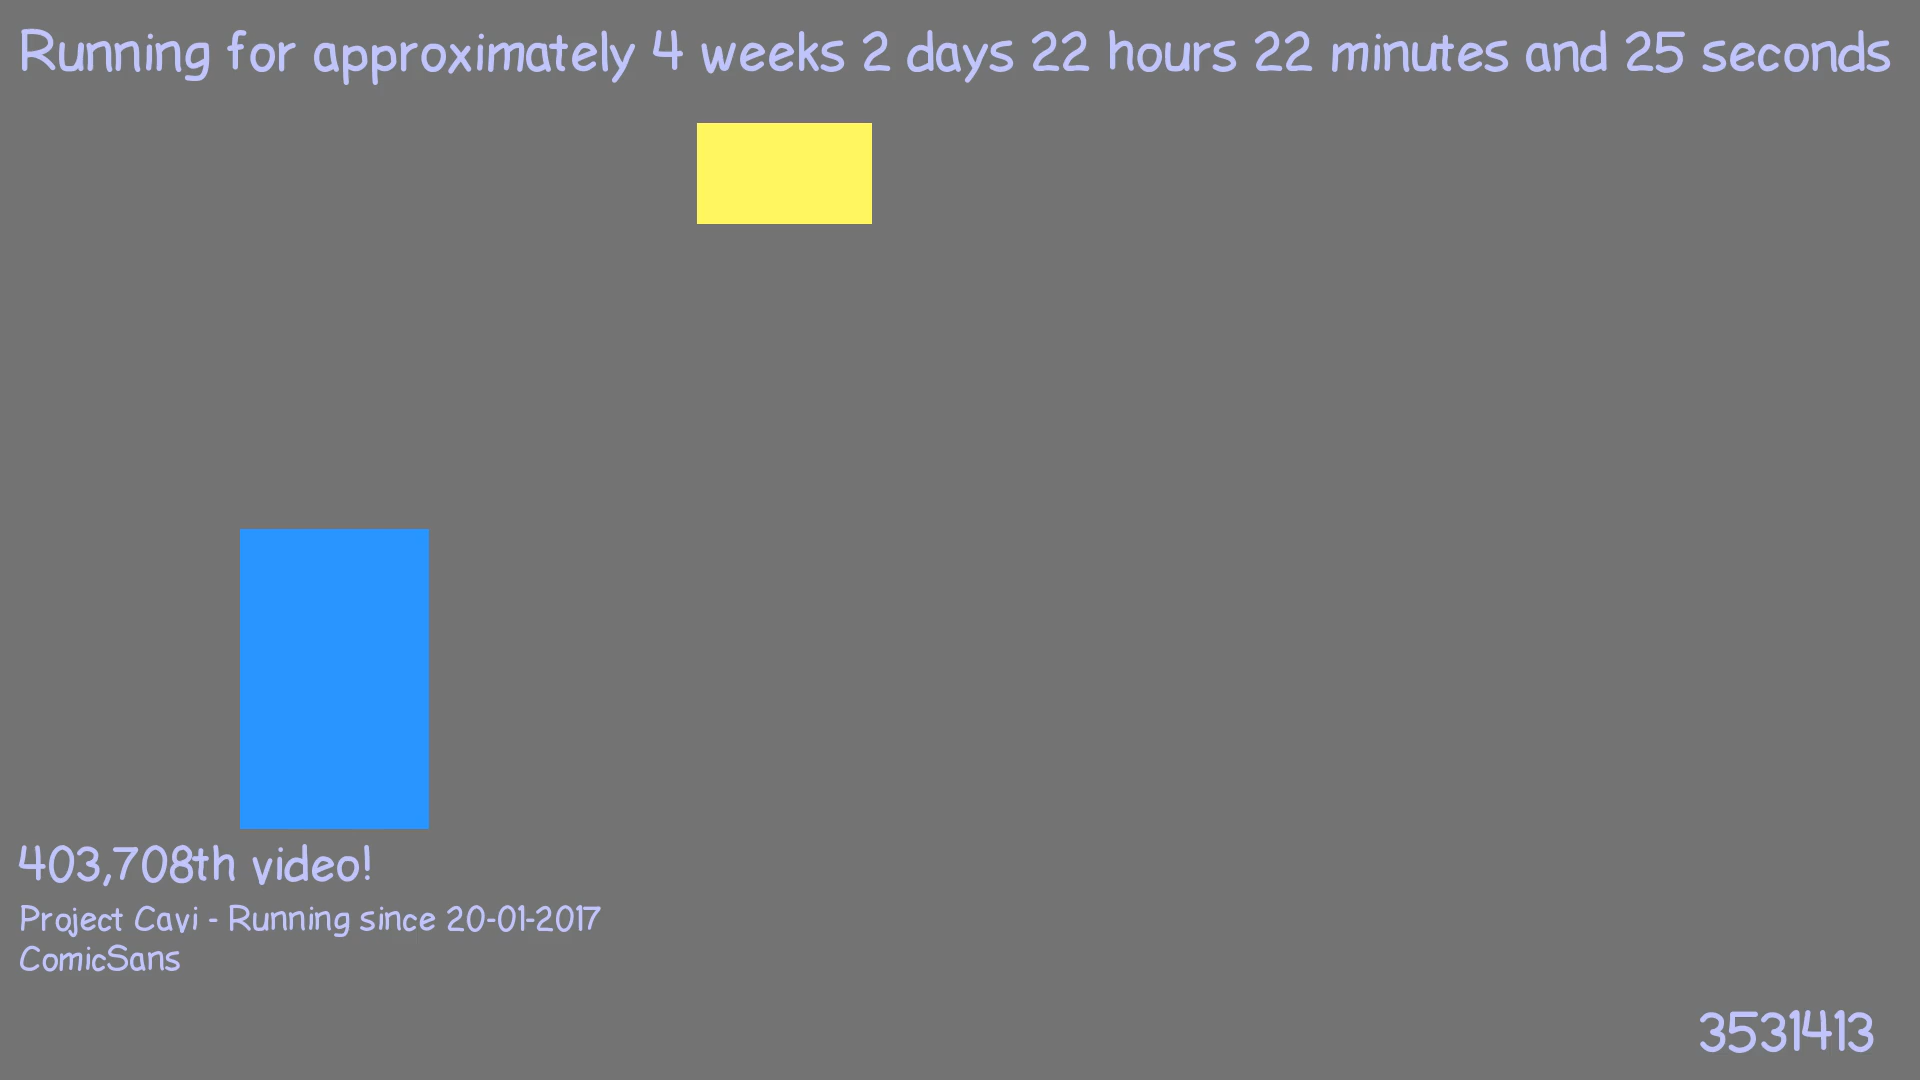 Running for approximately 4 weeks 2 days 22 hours 22 minutes and 25 seconds
403,708th video!
Project Cavi - Running since 20-01-2017
ComicSans
3531413